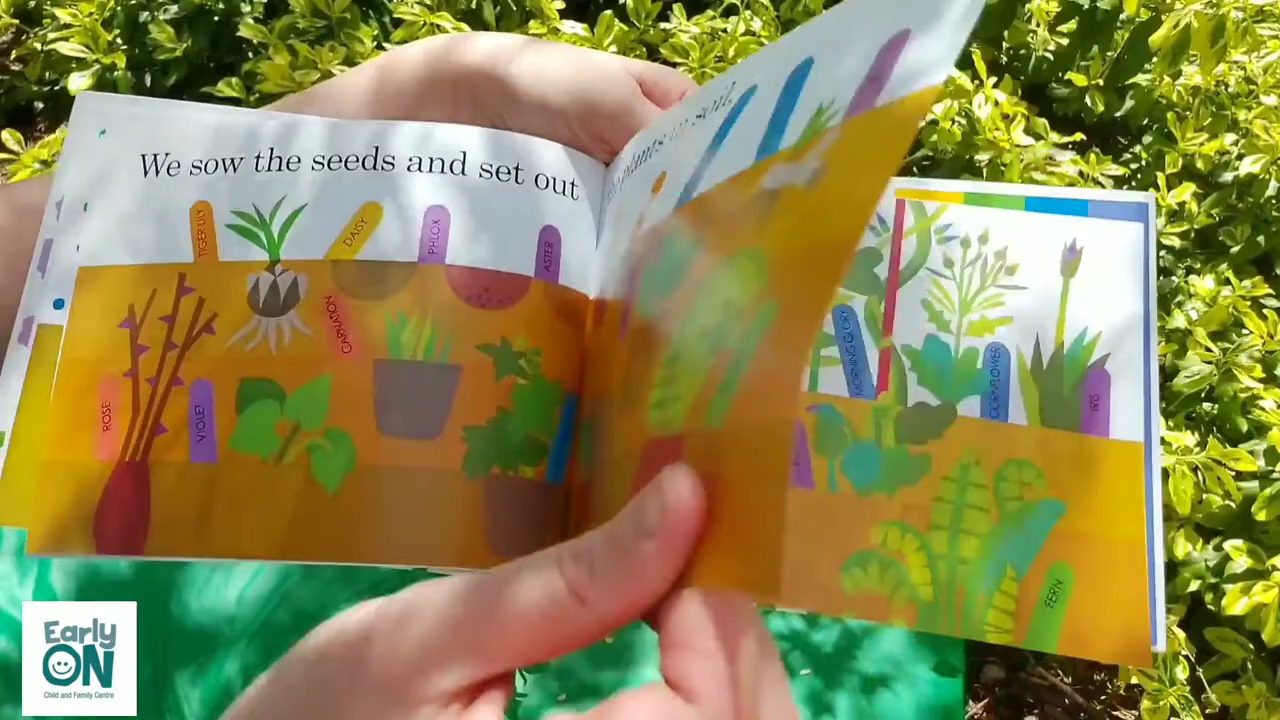 We sow the seeds and set out
the plants in soil.
TIGER LILY
DAISY
PHLOX
ASTER
CARNATION
ROSE
VIOLET
MORNING GLORY
CORNFLOWER
IRIS
FERN
Early
ON
Child and Family Centre